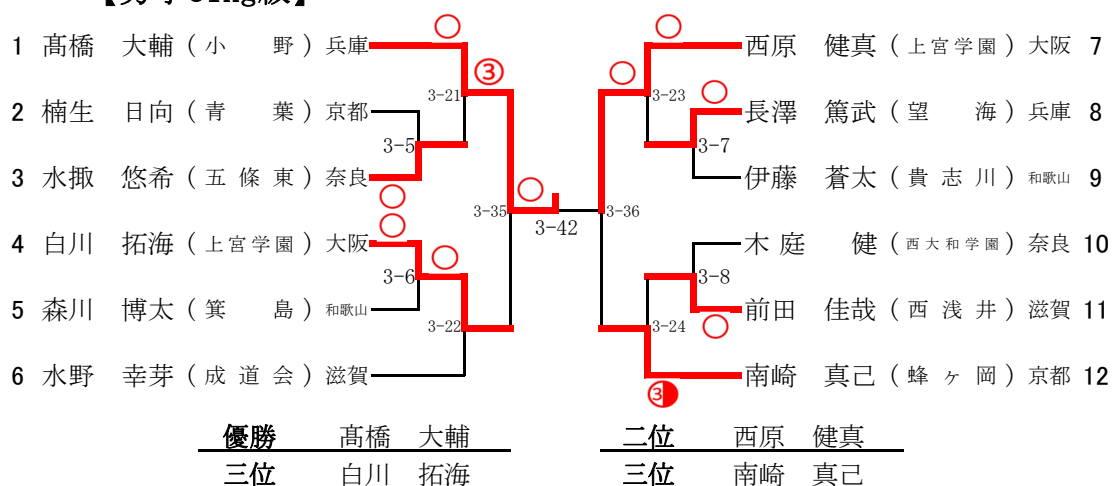 1 髙橋 大輔（小 野）兵庫
2 楠生 日向（青 葉）京都
3 水掫 悠希（五條東）奈良
4 白川 拓海（上宮学園）大阪
5 森川 博太（箕 島）和歌山
6 水野 幸芽（成道会）滋賀
3-21
3-5
3-6
3-22
③
3-35
3-42
3-36
3-23
3-7
3-8
3-24
③
西原 健真（上宮学園）大阪 7
長澤 篤武（望 海）兵庫 8
伊藤 蒼太（貴志川）和歌山 9
木庭 健（西大和学園）奈良 10
前田 佳哉（西浅井）滋賀 11
南崎 真己（蜂ヶ岡）京都 12
優勝 髙橋 大輔
二位 西原 健真
三位 白川 拓海
三位 南崎 真己